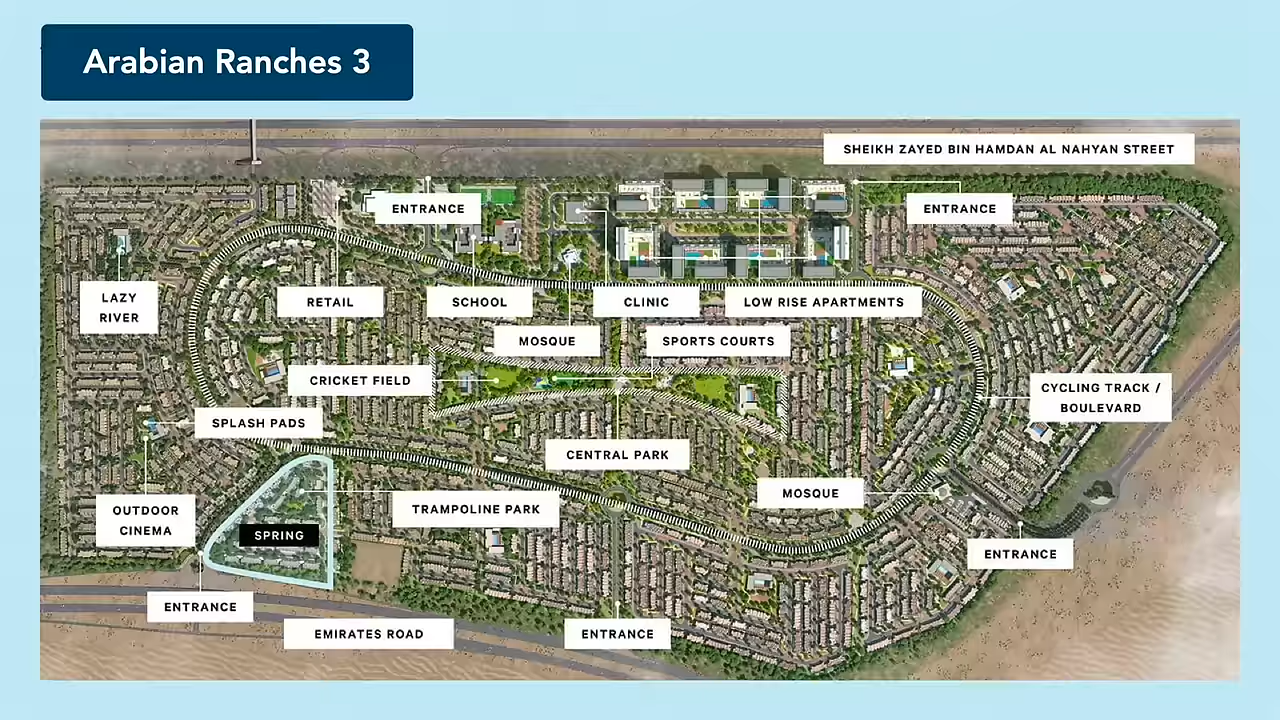 Arabian Ranches 3
SHEIKH ZAYED BIN HAMDAN AL NAHYAN STREET
ENTRANCE
ENTRANCE
LAZY
RIVER
RETAIL
SCHOOL
CLINIC
LOW RISE APARTMENTS
MOSQUE
SPORTS COURTS
CRICKET FIELD
CYCLING TRACK /
BOULEVARD
SPLASH PADS
CENTRAL PARK
MOSQUE
OUTDOOR
CINEMA
TRAMPOLINE PARK
SPRING
ENTRANCE
ENTRANCE
EMIRATES ROAD
ENTRANCE